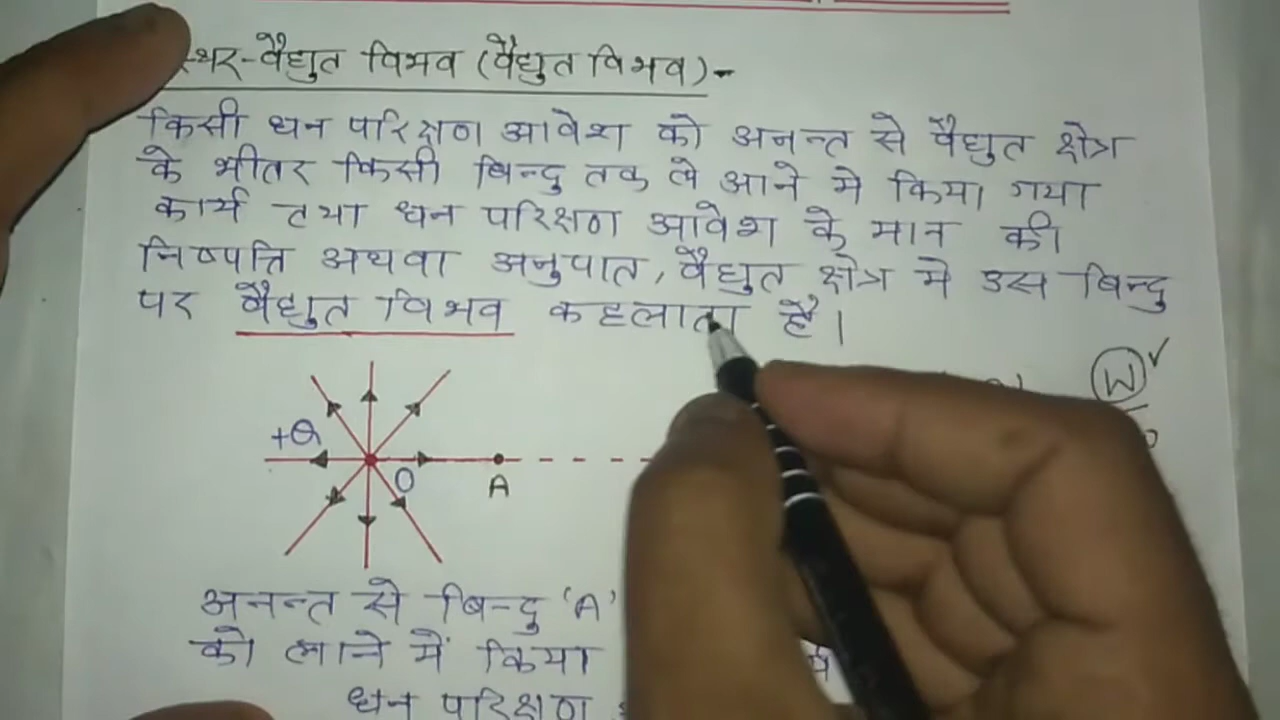 स्थिर-वैद्युत विभव (वैद्युत विभव)-
किसी धन परिक्षण आवेश को अनन्त से वैद्युत क्षेत्र
के भीतर किसी बिन्दु तक ले आने मे किया गया
कार्य तथा धन परिक्षण आवेश के मान की
निष्पत्ति अथवा अनुपात, वैद्युत क्षेत्र मे उस बिन्दु
पर वैद्युत विभव कहलाता है।
W
+Q
O
A
अनन्त से बिन्दु 'A'
को लाने में किया
धन परिक्षण